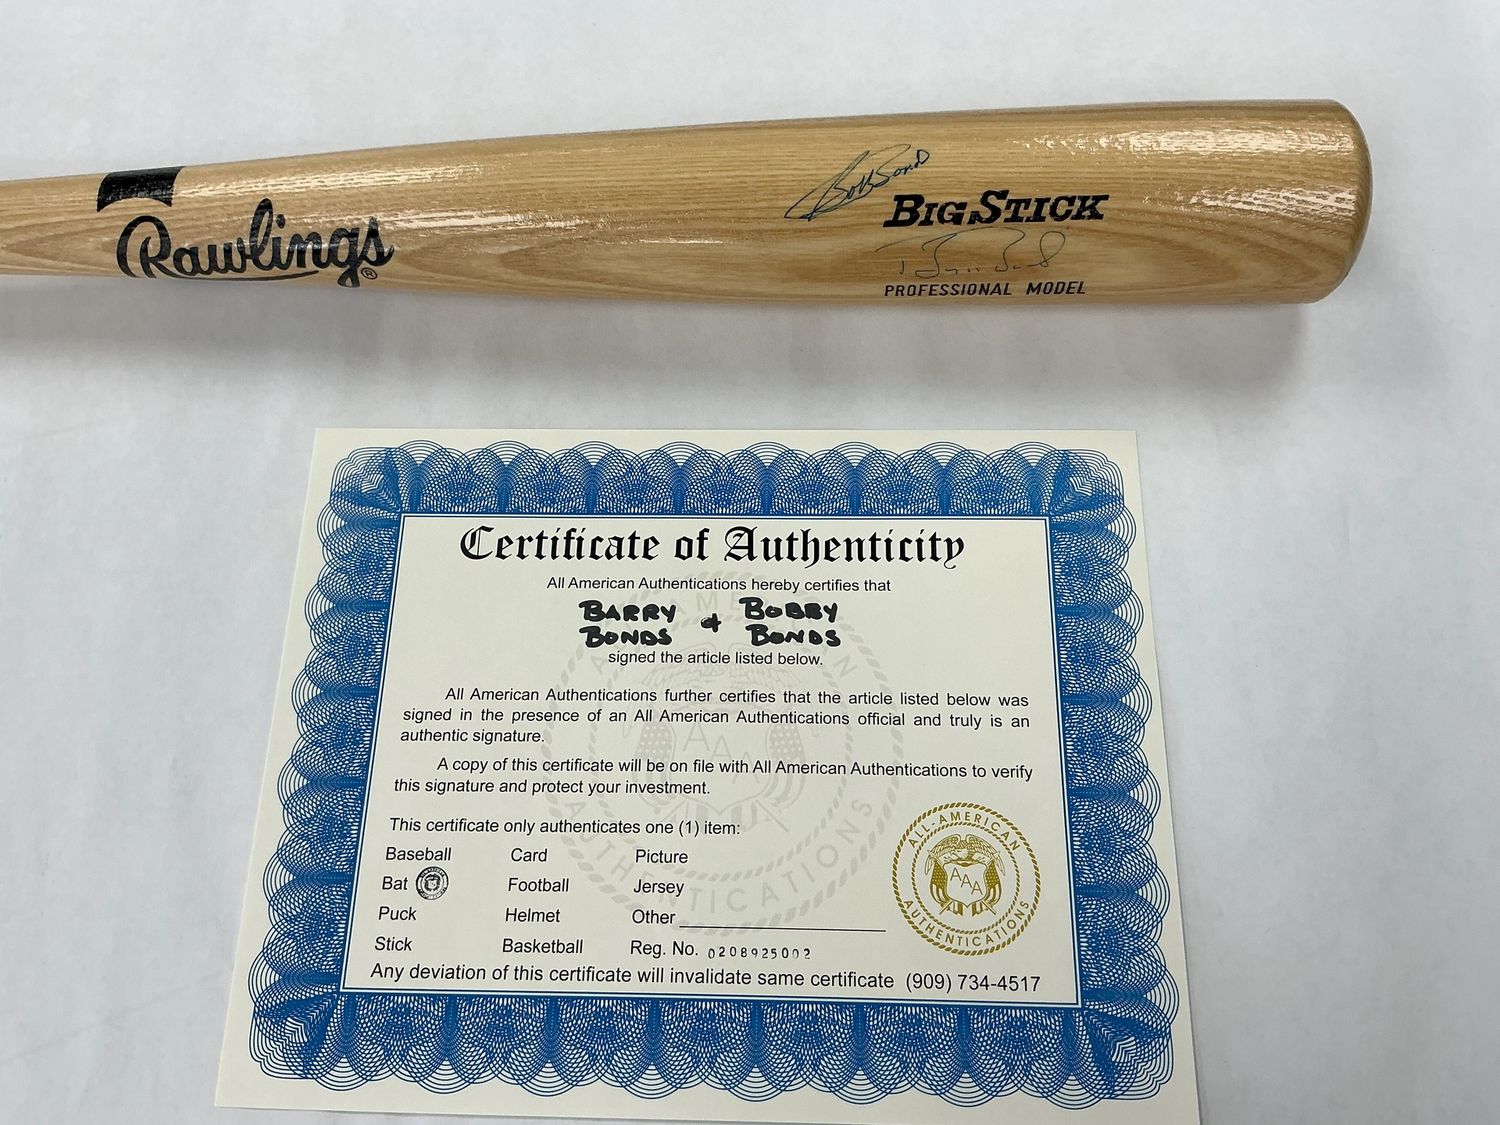 Rawlings®
Bobby Bonds
BIG STICK
Barry Bonds
PROFESSIONAL MODEL
Certificate of Authenticity
All American Authentications hereby certifies that
BARRY BONDS & BOBBY BONDS
signed the article listed below.
All American Authentications further certifies that the article listed below was
signed in the presence of an All American Authentications official and truly is an
authentic signature.
A copy of this certificate will be on file with All American Authentications to verify
this signature and protect your investment.
This certificate only authenticates one (1) item:
Baseball Card Picture
Bat Football Jersey
Puck Helmet Other
Stick Basketball Reg. No. 0208925002
Any deviation of this certificate will invalidate same certificate (909) 734-4517
ALL-AMERICAN
AAA
AUTHENTICATIONS